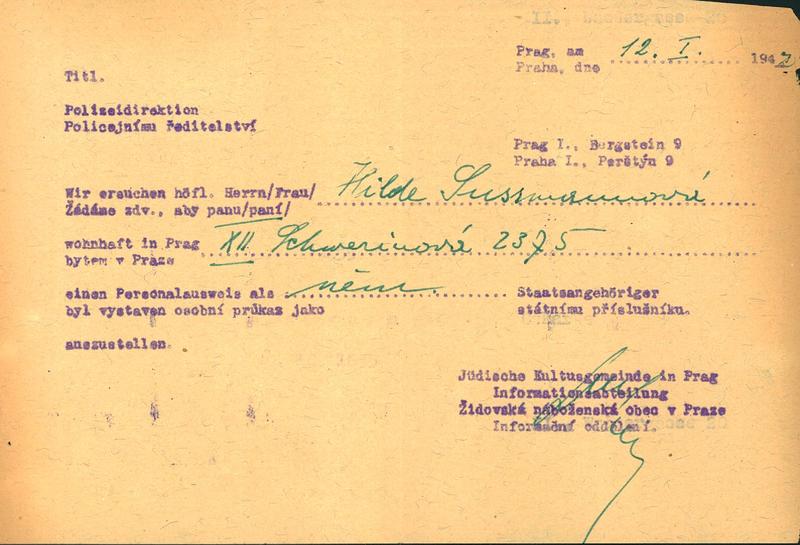 Prag, am 12. I. 194
Praha, dne
Titl.
Polizeidirektion
Policejnímu ředitelství
Prag I., Bergstein 9
Praha I., Perštýn 9
Wir ersuchen höfl. Herrn/Frau/ Hilde Sussmannová
Žádáme zdv., aby panu/paní/
wohnhaft in Prag XII Schwerinová 2375
bytem v Praze
einen Personalausweis als něm. Staatsangehöriger
byl vystaven osobní průkaz jako státnímu příslušníku.
auszustellen.
Jüdische Kultusgemeinde in Prag
Informationsabteilung
Židovská náboženská obec v Praze
Informační oddělení.